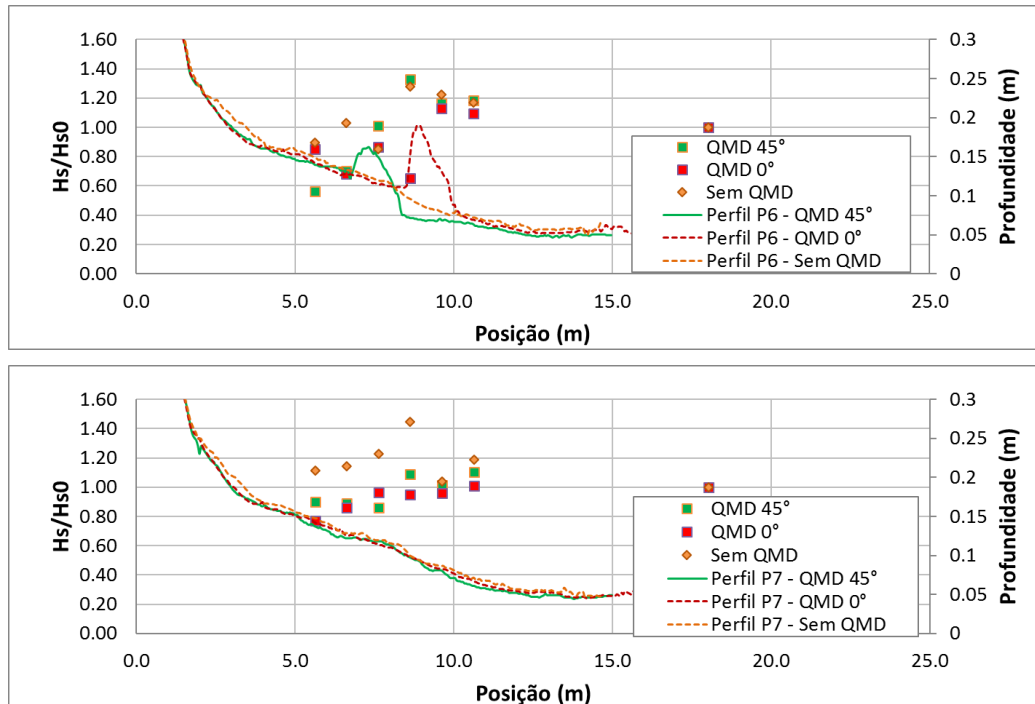 1.60
1.40
1.20
1.00
0.80
0.60
0.40
0.20
0.00
Hs/Hs0
0.3
0.25
0.2
0.15
0.1
0.05
0
Profundidade (m)
QMD 45°
QMD 0°
Sem QMD
Perfil P6 - QMD 45°
Perfil P6 - QMD 0°
Perfil P6 - Sem QMD
0.0 5.0 10.0 15.0 20.0 25.0
Posição (m)
1.60
1.40
1.20
1.00
0.80
0.60
0.40
0.20
0.00
Hs/Hs0
0.3
0.25
0.2
0.15
0.1
0.05
0
Profundidade (m)
QMD 45°
QMD 0°
Sem QMD
Perfil P7 - QMD 45°
Perfil P7 - QMD 0°
Perfil P7 - Sem QMD
0.0 5.0 10.0 15.0 20.0 25.0
Posição (m)